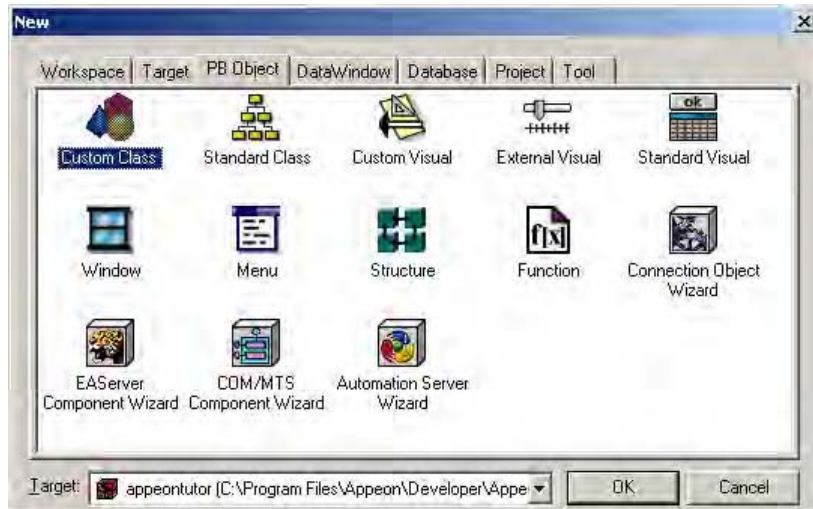 New
Workspace Target PB Object DataWindow Database Project Tool
ok
Custom Class Standard Class Custom Visual External Visual Standard Visual
f[x]
Window Menu Structure Function Connection Object
Wizard
EAServer COM/MTS Automation Server
Component Wizard Component Wizard Wizard
Target: appeontutor (C:\Program Files\Appeon\Developer\Appe OK Cancel